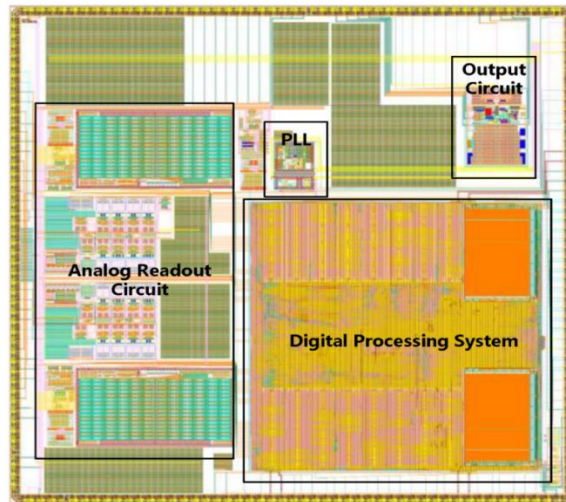 Output
Circuit
PLL
Analog Readout
Circuit
Digital Processing System